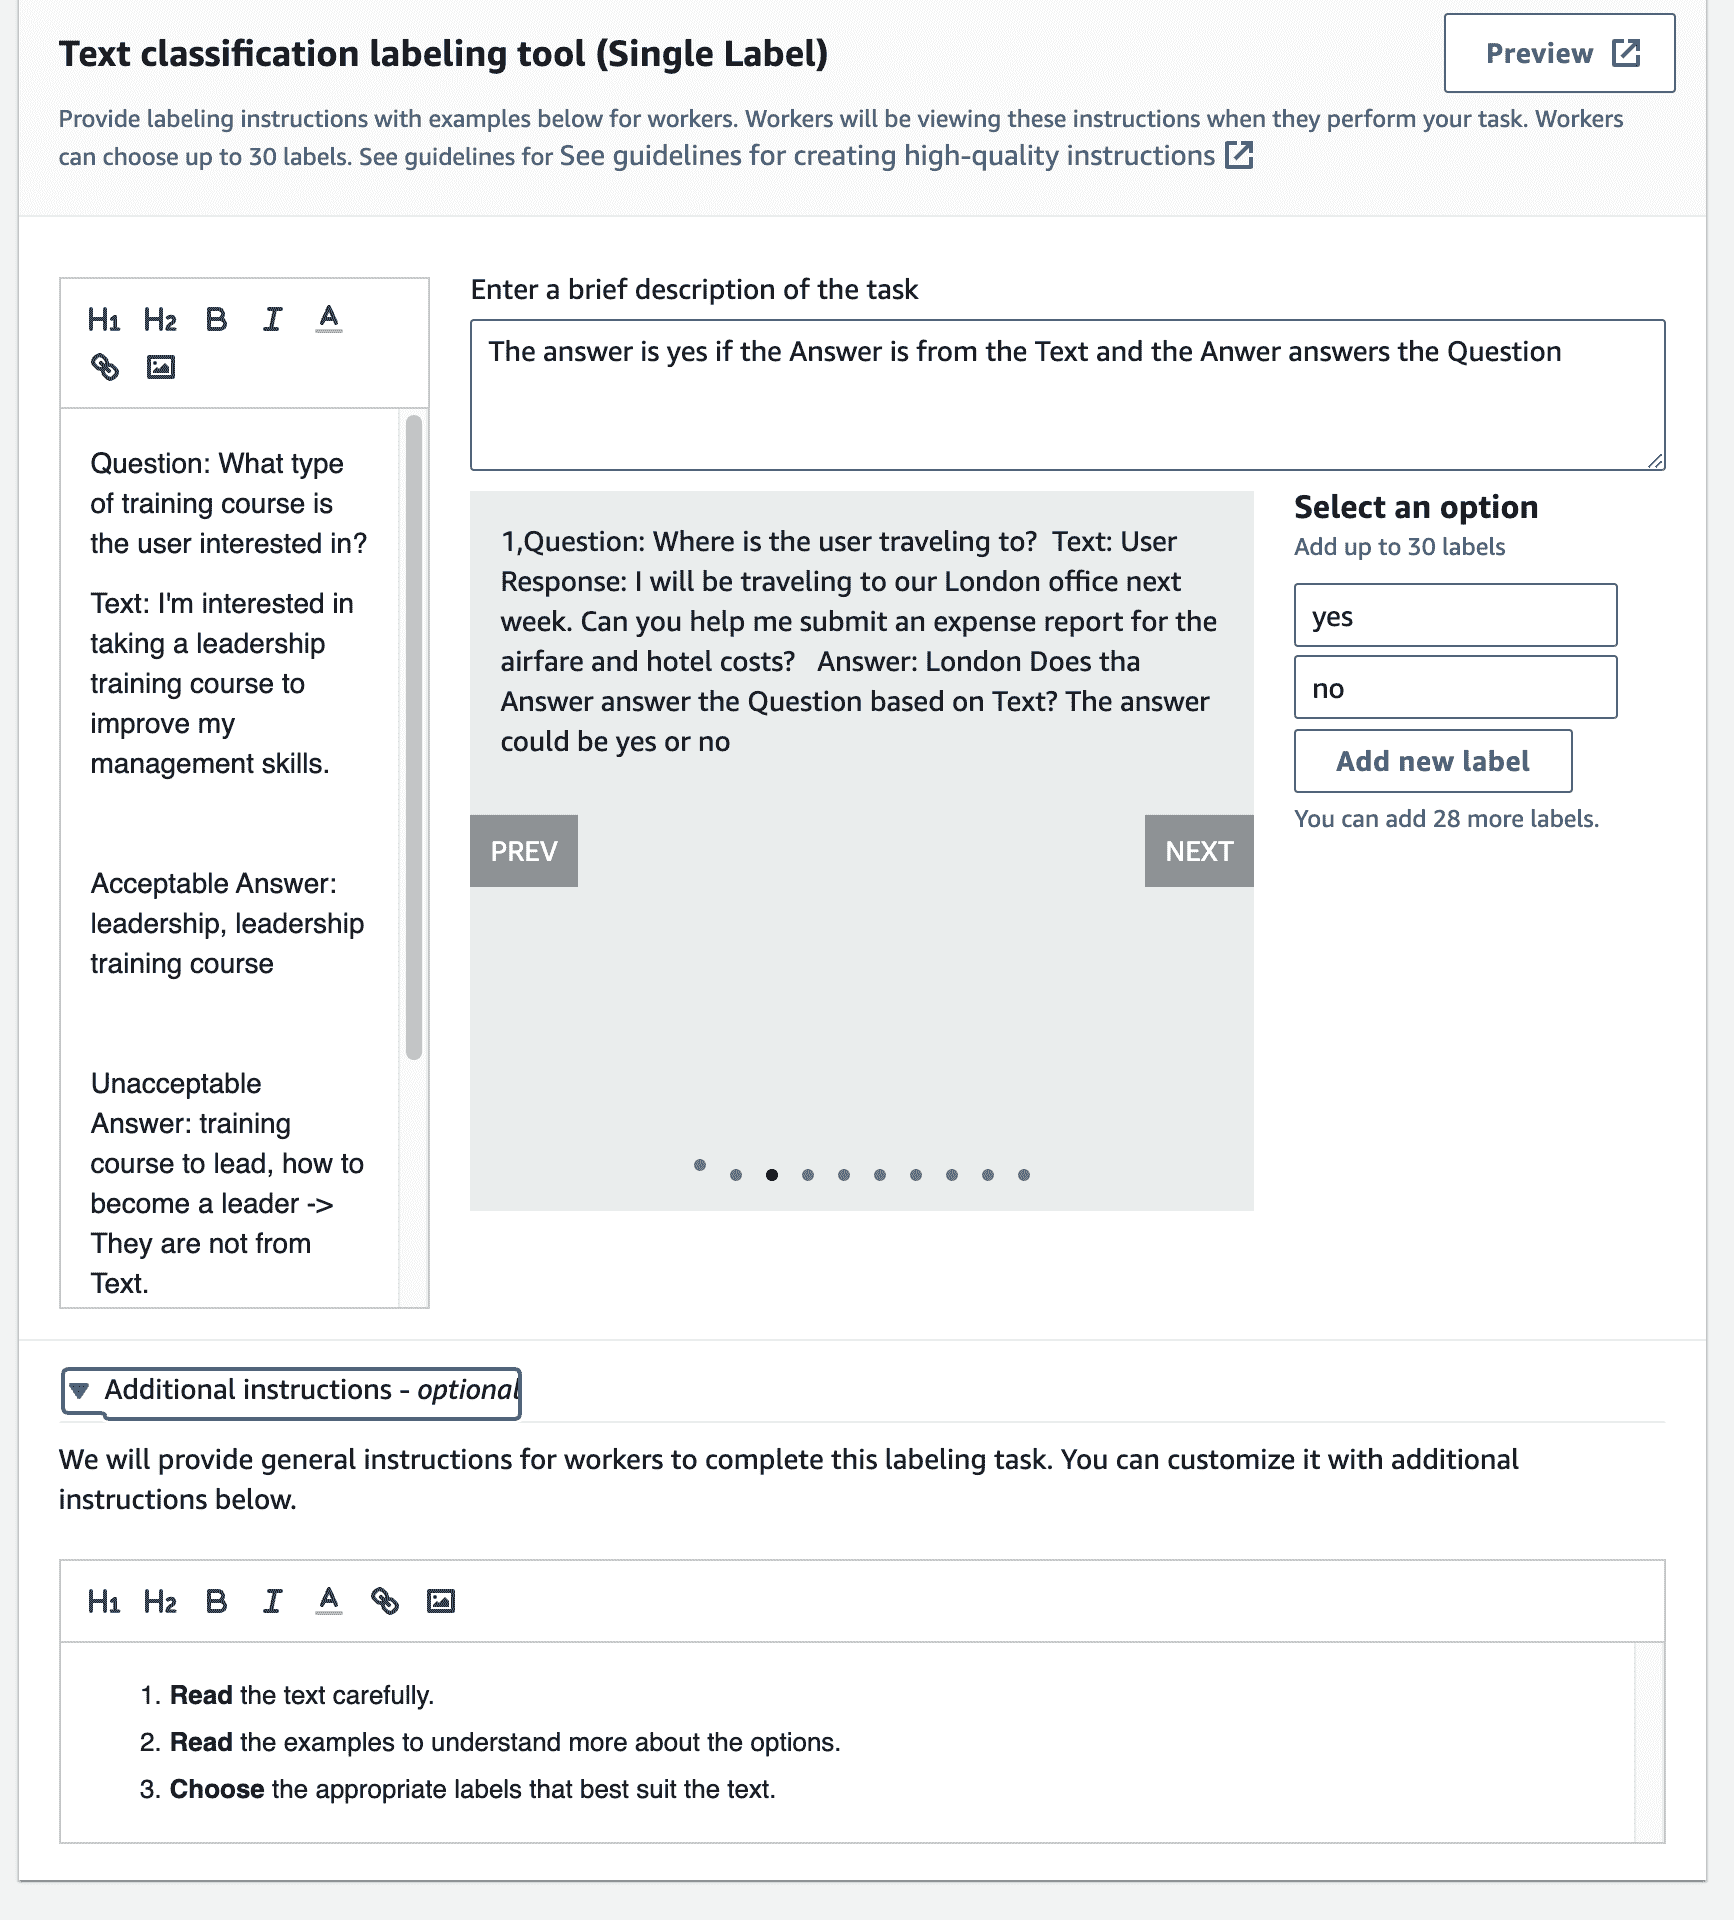 Text classification labeling tool (Single Label)
Preview
Provide labeling instructions with examples below for workers. Workers will be viewing these instructions when they perform your task. Workers
can choose up to 30 labels. See guidelines for See guidelines for creating high-quality instructions
H1 H2 B I A
Question: What type
of training course is
the user interested in?
Text: I'm interested in
taking a leadership
training course to
improve my
management skills.
Acceptable Answer:
leadership, leadership
training course
Unacceptable
Answer: training
course to lead, how to
become a leader ->
They are not from
Text.
Enter a brief description of the task
The answer is yes if the Answer is from the Text and the Anwer answers the Question
1,Question: Where is the user traveling to?  Text: User
Response: I will be traveling to our London office next
week. Can you help me submit an expense report for the
airfare and hotel costs?   Answer: London Does tha
Answer answer the Question based on Text? The answer
could be yes or no
PREV
NEXT
Select an option
Add up to 30 labels
yes
no
Add new label
You can add 28 more labels.
Additional instructions - optional
We will provide general instructions for workers to complete this labeling task. You can customize it with additional
instructions below.
H1 H2 B I A
1. Read the text carefully.
2. Read the examples to understand more about the options.
3. Choose the appropriate labels that best suit the text.